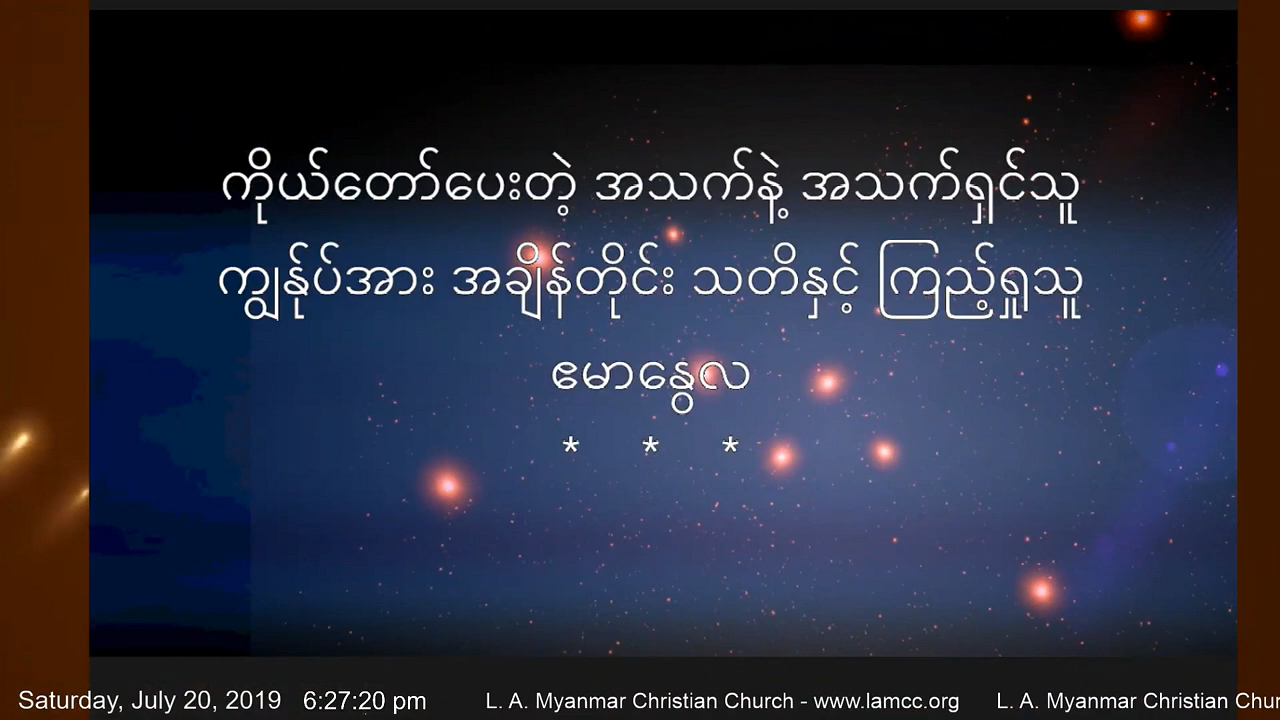 ကိုယ်တော်ပေးတဲ့ အသက်နဲ့ အသက်ရှင်သူ
ကျွန်ုပ်အား အချိန်တိုင်း သတိနှင့် ကြည့်ရှုသူ
ဧမာနွေလ
* * *
Saturday, July 20, 2019 6:27:20 pm L. A. Myanmar Christian Church - www.lamcc.org L. A. Myanmar Christian